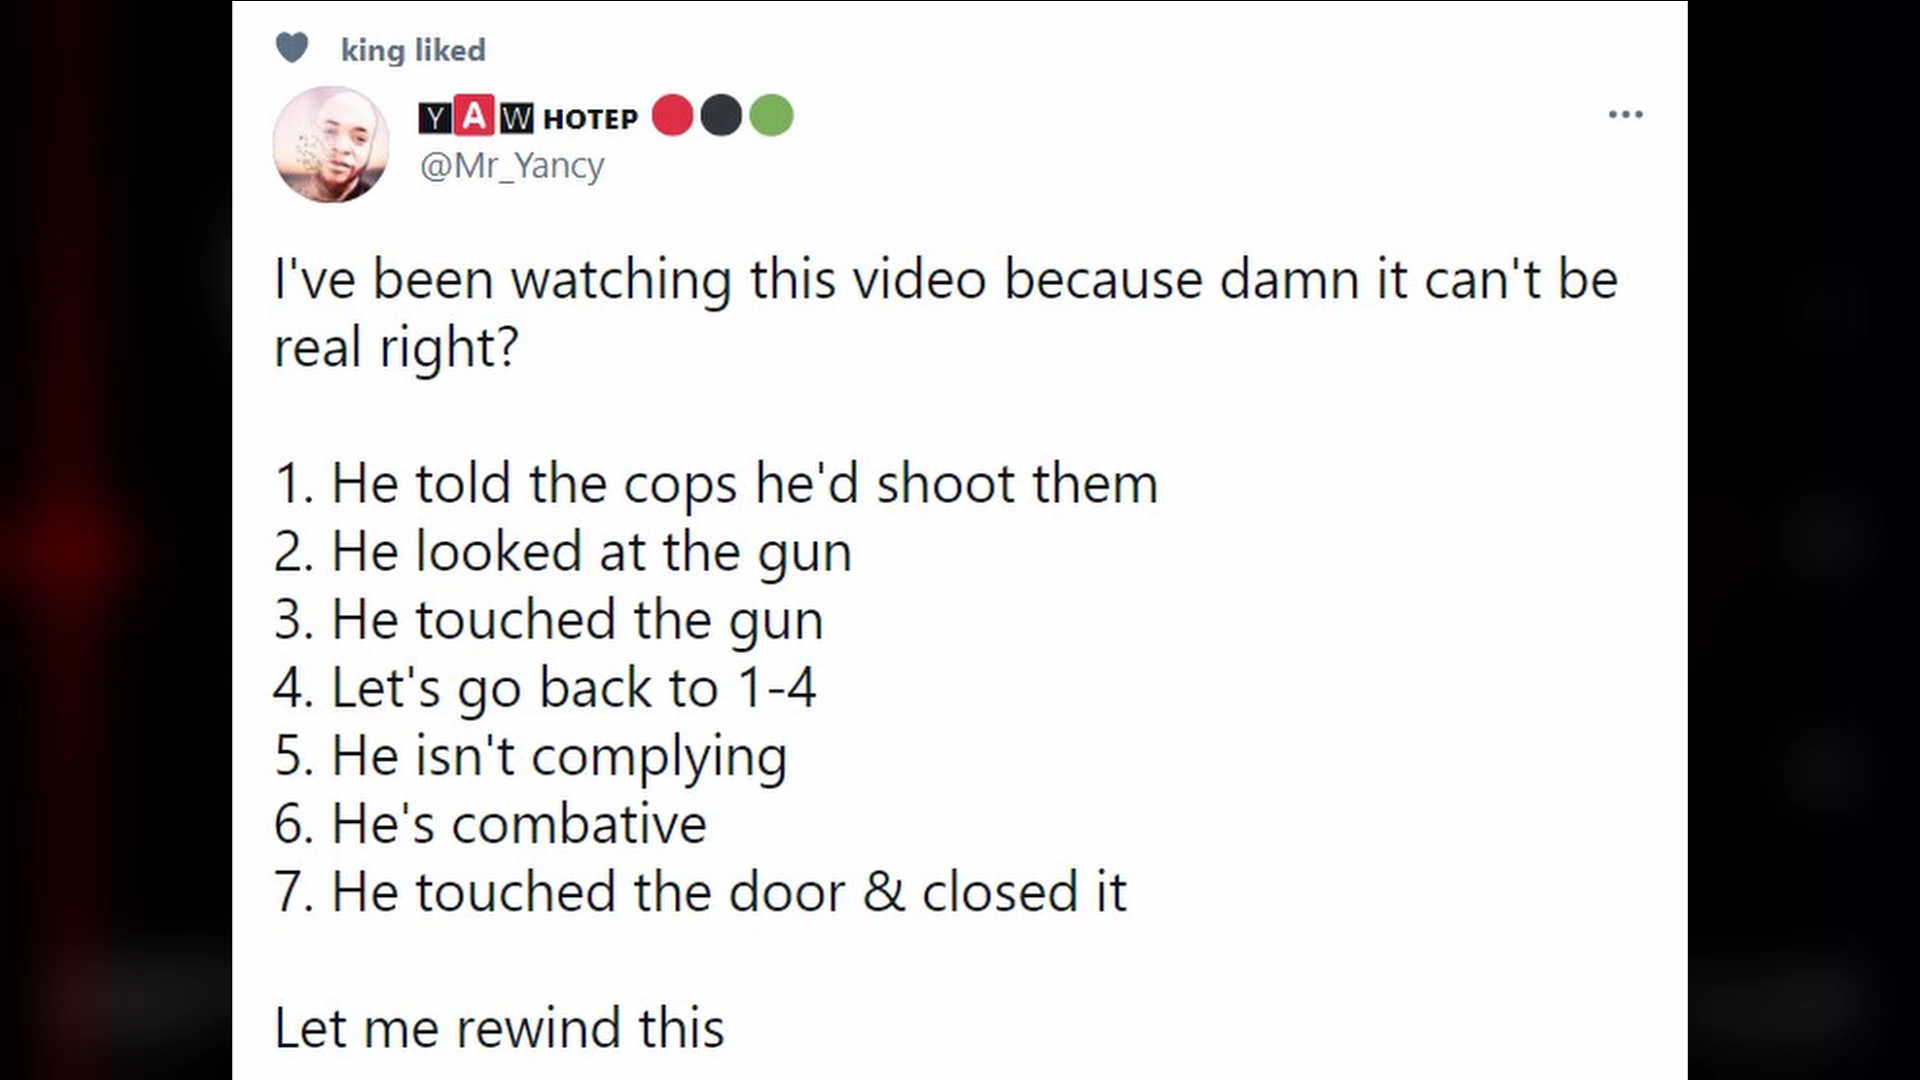 king liked
YAW HOTEP
@Mr_Yancy
I've been watching this video because damn it can't be
real right?
1. He told the cops he'd shoot them
2. He looked at the gun
3. He touched the gun
4. Let's go back to 1-4
5. He isn't complying
6. He's combative
7. He touched the door & closed it
Let me rewind this